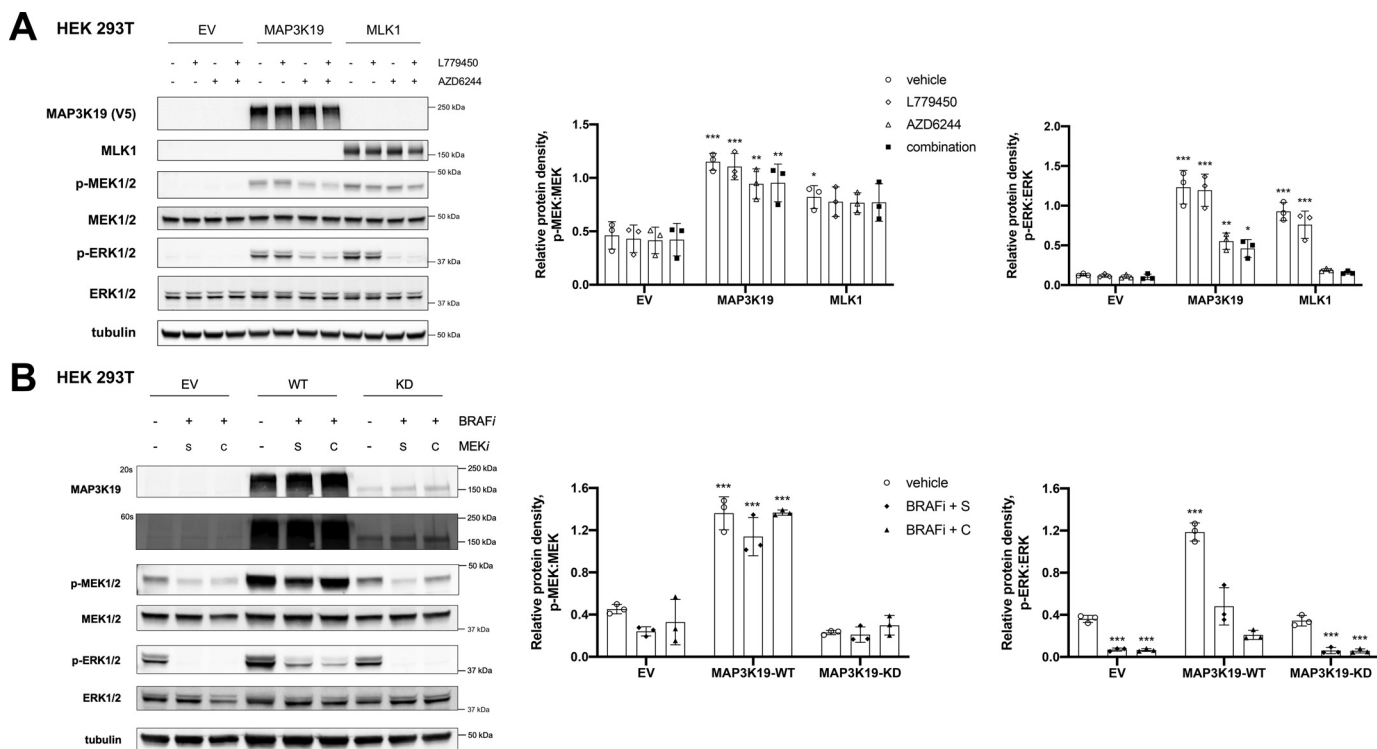 A HEK 293T
EV MAP3K19 MLK1
- + - + - + - + - + - + L779450
- - + + - - + + - - + + AZD6244
MAP3K19 (V5) 250 kDa
MLK1 150 kDa
p-MEK1/2 50 kDa
MEK1/2 50 kDa
p-ERK1/2 37 kDa
ERK1/2 37 kDa
tubulin 50 kDa
Relative protein density,
p-MEK:MEK
1.5
1.0
0.5
0.0
*** *** ** ** *
EV MAP3K19 MLK1
vehicle
L779450
AZD6244
combination
Relative protein density,
p-ERK:ERK
2.0
1.5
1.0
0.5
0.0
*** *** ** * *** ***
EV MAP3K19 MLK1
B HEK 293T
EV WT KD
- + + - + + - + + BRAFi
- S C - S C - S C MEKi
MAP3K19 20s 250 kDa
150 kDa
60s 250 kDa
150 kDa
p-MEK1/2 50 kDa
MEK1/2 37 kDa
p-ERK1/2 37 kDa
ERK1/2 37 kDa
tubulin 50 kDa
Relative protein density,
p-MEK:MEK
1.6
1.2
0.8
0.4
0.0
*** *** ***
EV MAP3K19-WT MAP3K19-KD
vehicle
BRAFi + S
BRAFi + C
Relative protein density,
p-ERK:ERK
1.6
1.2
0.8
0.4
0.0
*** *** *** *** ***
EV MAP3K19-WT MAP3K19-KD